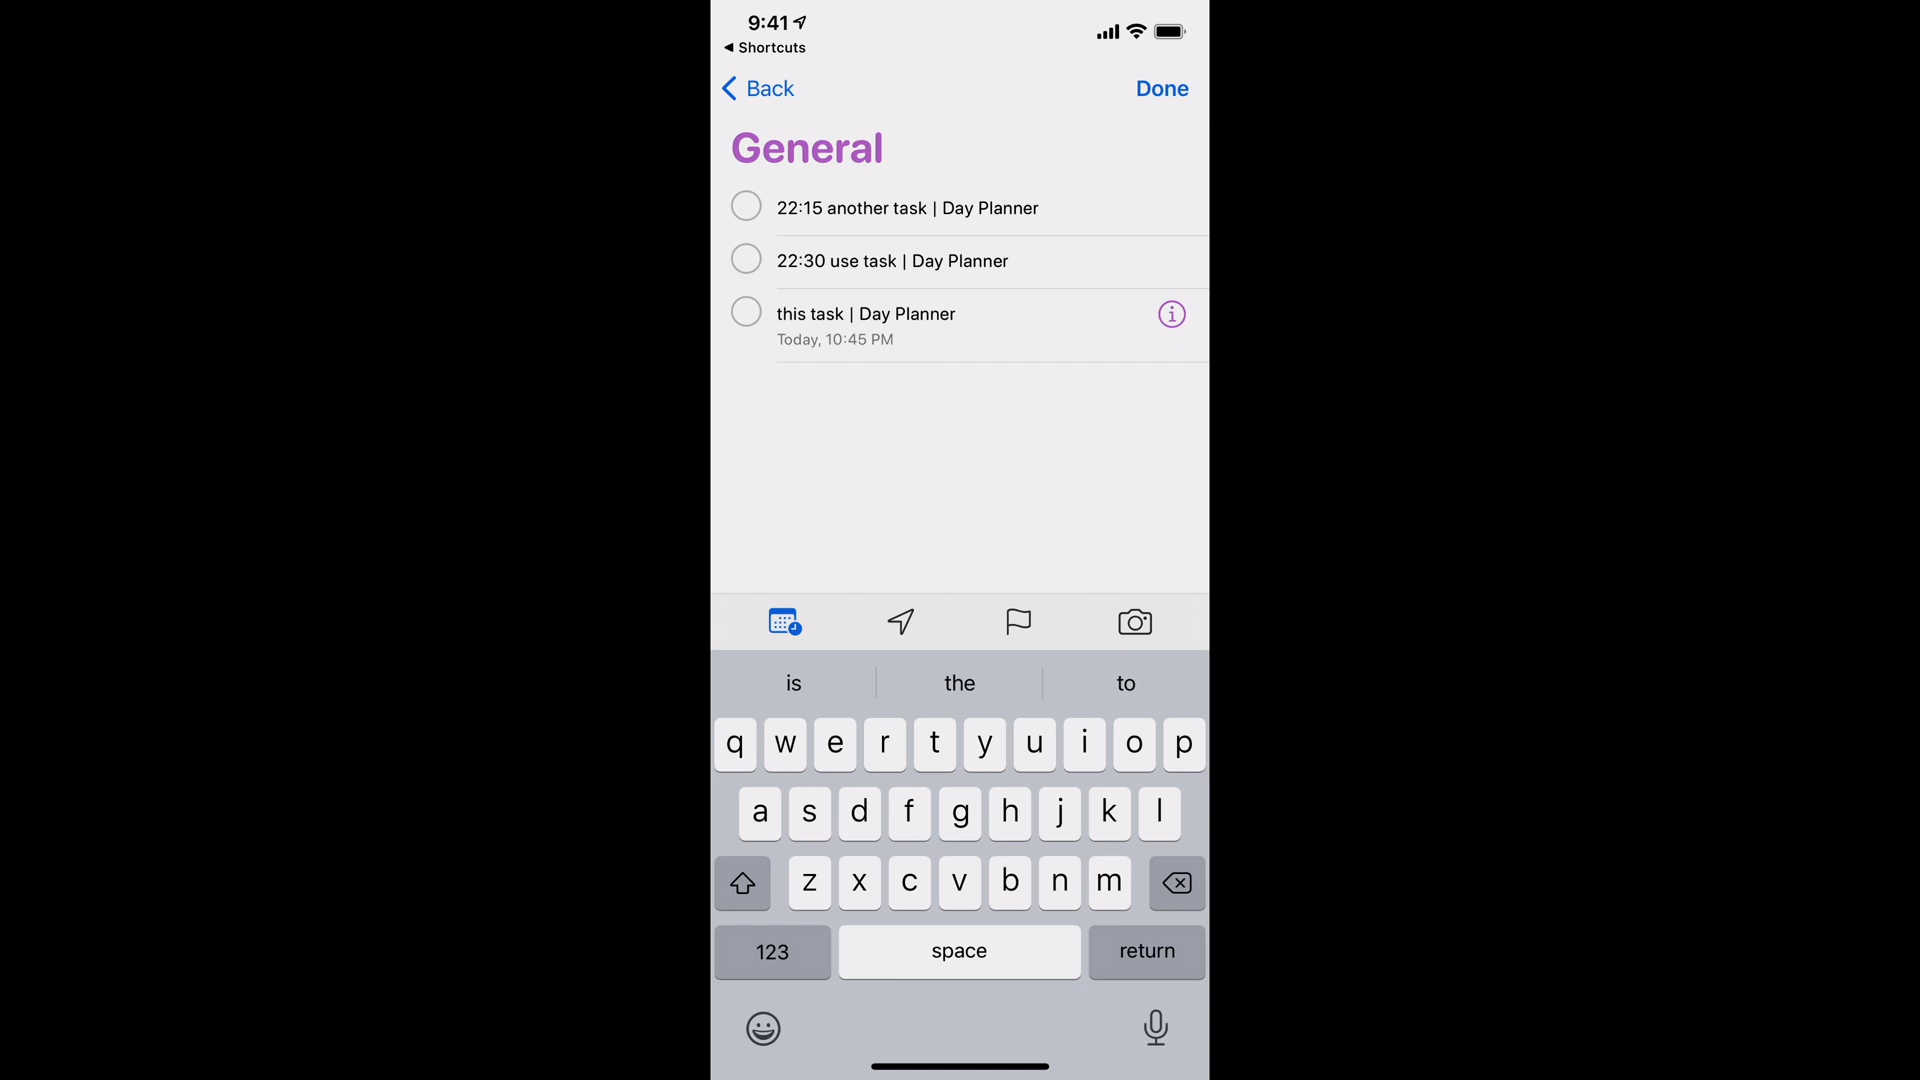 9:41
Shortcuts
Back Done
General
22:15 another task | Day Planner
22:30 use task | Day Planner
this task | Day Planner
Today, 10:45 PM
is the to
q w e r t y u i o p
a s d f g h j k l
z x c v b n m
123 space return